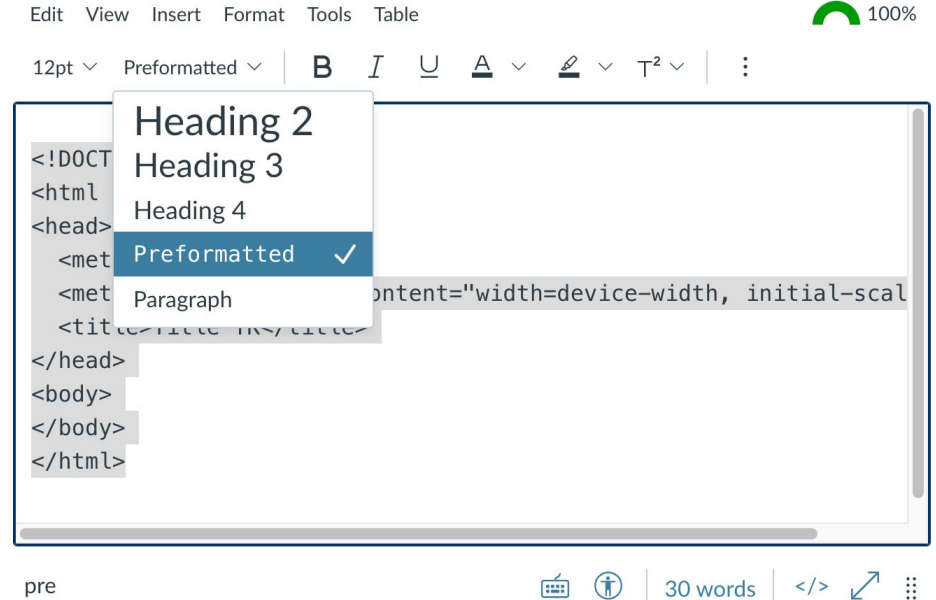 Edit View Insert Format Tools Table 100%
12pt Preformatted B I U A T²
Heading 2
Heading 3
Heading 4
Preformatted
Paragraph
<!DOCT
<html
<head>
<met
<met ontent="width=device-width, initial-scal
</head>
<body>
</body>
</html>
pre 30 words </>